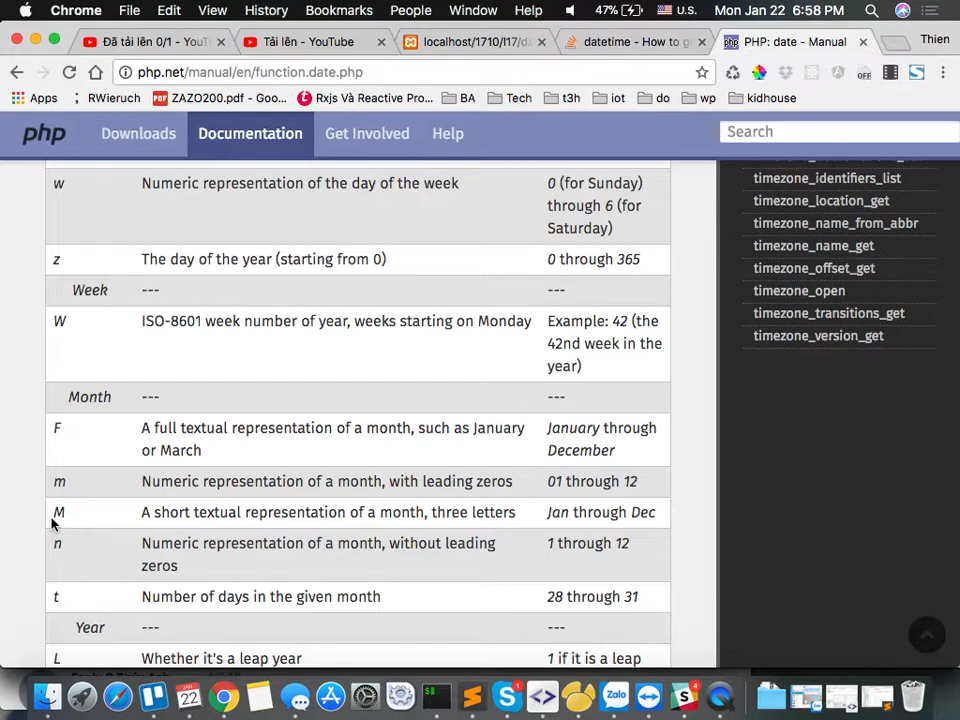 Chrome File Edit View History Bookmarks People Window Help 47% U.S. Mon Jan 22 6:58 PM
Đã tải lên 0/1 - YouT Tải lên - YouTube localhost/1710/l17/d datetime - How to g PHP: date - Manual Thien
php.net/manual/en/function.date.php
Apps RWieruch PDF ZAZO200.pdf - Goo... Rxjs Và Reactive Pro... BA Tech t3h iot do wp kidhouse
php Downloads Documentation Get Involved Help Search
w Numeric representation of the day of the week 0 (for Sunday)
through 6 (for
Saturday)
z The day of the year (starting from 0) 0 through 365
Week --- ---
W ISO-8601 week number of year, weeks starting on Monday Example: 42 (the
42nd week in the
year)
Month --- ---
F A full textual representation of a month, such as January January through
or March December
m Numeric representation of a month, with leading zeros 01 through 12
M A short textual representation of a month, three letters Jan through Dec
n Numeric representation of a month, without leading 1 through 12
zeros
t Number of days in the given month 28 through 31
Year --- ---
L Whether it's a leap year 1 if it is a leap
timezone_identifiers_list
timezone_location_get
timezone_name_from_abbr
timezone_name_get
timezone_offset_get
timezone_open
timezone_transitions_get
timezone_version_get
JAN
22
Zalo